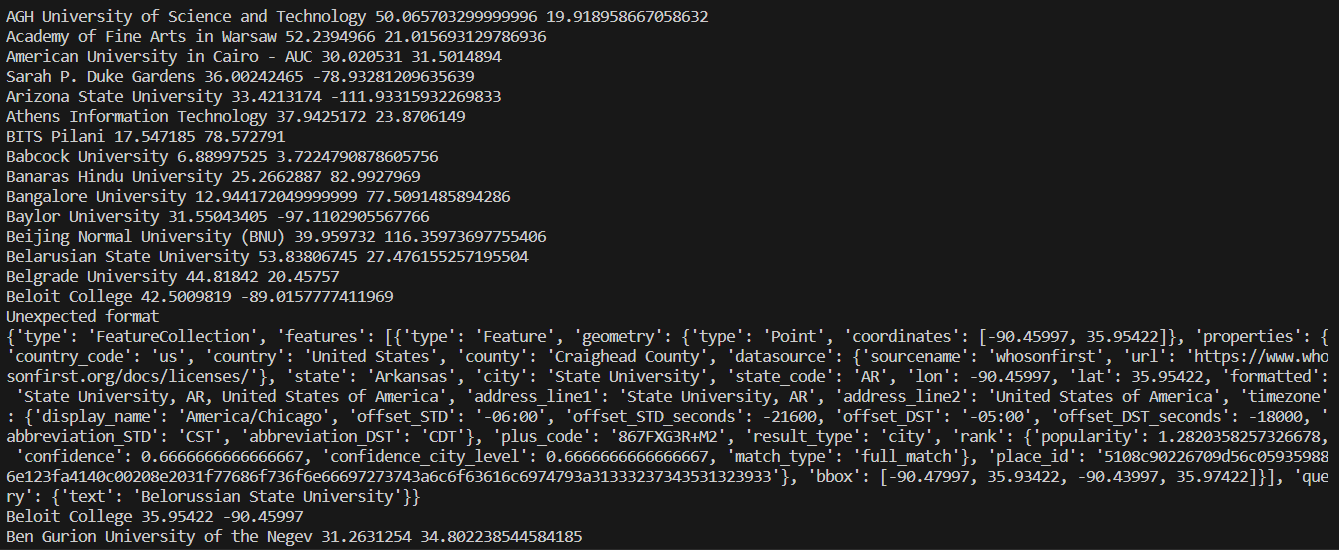 AGH University of Science and Technology 50.065703299999996 19.918958667058632
Academy of Fine Arts in Warsaw 52.2394966 21.015693129786936
American University in Cairo - AUC 30.020531 31.5014894
Sarah P. Duke Gardens 36.00242465 -78.93281209635639
Arizona State University 33.4213174 -111.93315932269833
Athens Information Technology 37.9425172 23.8706149
BITS Pilani 17.547185 78.572791
Babcock University 6.88997525 3.7224790878605756
Banaras Hindu University 25.2662887 82.9927969
Bangalore University 12.944172049999999 77.5091485894286
Baylor University 31.55043405 -97.1102905567766
Beijing Normal University (BNU) 39.959732 116.35973697755406
Belarusian State University 53.83806745 27.476155257195504
Belgrade University 44.81842 20.45757
Beloit College 42.5009819 -89.0157777411969
Unexpected format
{'type': 'FeatureCollection', 'features': [{'type': 'Feature', 'geometry': {'type': 'Point', 'coordinates': [-90.45997, 35.95422]}, 'properties': {
'country_code': 'us', 'country': 'United States', 'county': 'Craighead County', 'datasource': {'sourcename': 'whosonfirst', 'url': 'https://www.who
sonfirst.org/docs/licenses/'}, 'state': 'Arkansas', 'city': 'State University', 'state_code': 'AR', 'lon': -90.45997, 'lat': 35.95422, 'formatted':
 'State University, AR, United States of America', 'address_line1': 'State University, AR', 'address_line2': 'United States of America', 'timezone'
: {'display_name': 'America/Chicago', 'offset_STD': '-06:00', 'offset_STD_seconds': -21600, 'offset_DST': '-05:00', 'offset_DST_seconds': -18000, '
abbreviation_STD': 'CST', 'abbreviation_DST': 'CDT'}, 'plus_code': '867FXG3R+M2', 'result_type': 'city', 'rank': {'popularity': 1.2820358257326678,
 'confidence': 0.6666666666666667, 'confidence_city_level': 0.6666666666666667, 'match_type': 'full_match'}, 'place_id': '5108c90226709d56c05935988
6e123fa4140c00208e2031f77686f736f6e66697273743a6c6f63616c6974793a31333237343531323933'}, 'bbox': [-90.47997, 35.93422, -90.43997, 35.97422]}], 'que
ry': {'text': 'Belorussian State University'}}
Beloit College 35.95422 -90.45997
Ben Gurion University of the Negev 31.2631254 34.802238544584185